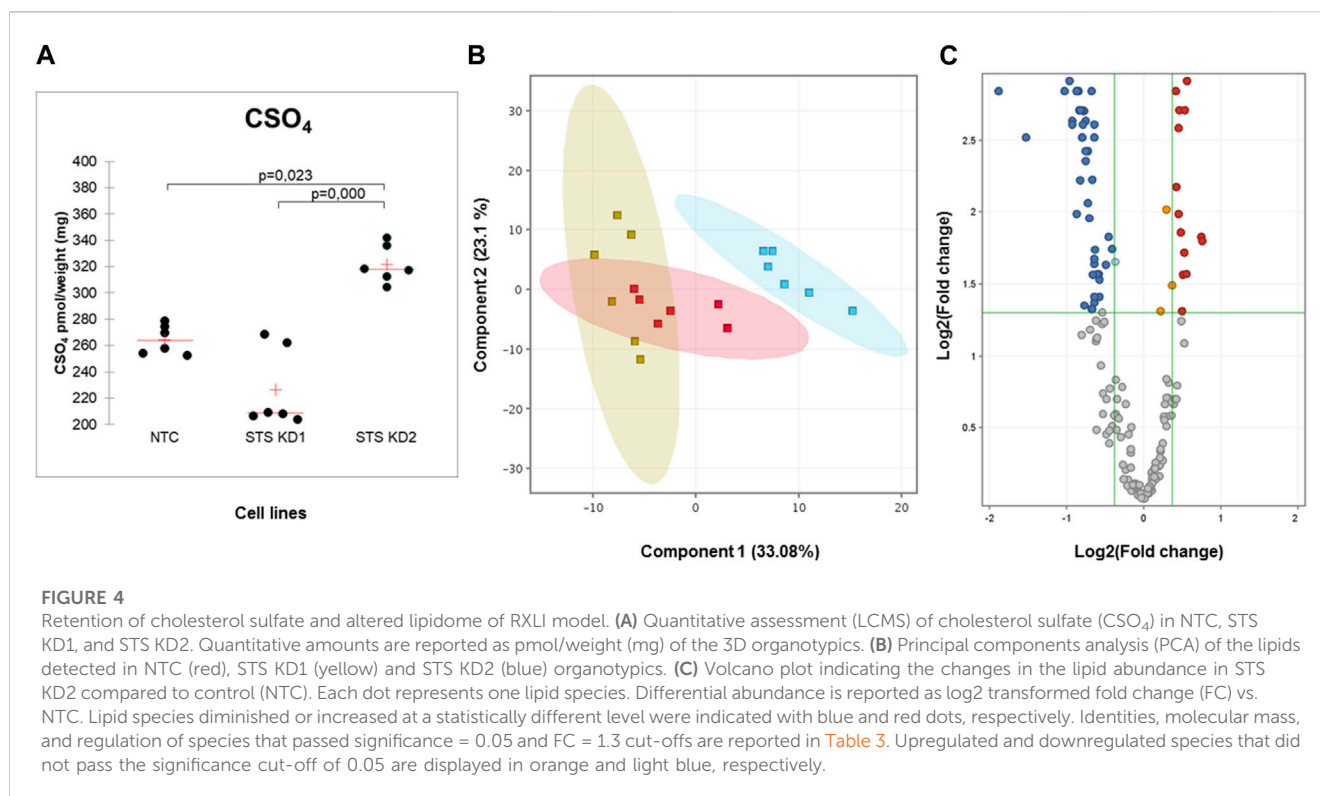 A
CSO₄
CSO₄ pmol/weight (mg)
400
380
360
340
320
300
280
260
240
220
200
p=0,023
p=0,000
NTC
STS KD1
STS KD2
Cell lines
B
Component 2 (23.1 %)
30
20
10
0
−10
−20
−30
−10
0
10
20
Component 1 (33.08%)
C
Log2(Fold change)
2.5
2
1.5
1
0.5
-2
-1
0
1
2
Log2(Fold change)
FIGURE 4
Retention of cholesterol sulfate and altered lipidome of RXLI model. (A) Quantitative assessment (LCMS) of cholesterol sulfate (CSO₄) in NTC, STS
KD1, and STS KD2. Quantitative amounts are reported as pmol/weight (mg) of the 3D organotypics. (B) Principal components analysis (PCA) of the lipids
detected in NTC (red), STS KD1 (yellow) and STS KD2 (blue) organotypics. (C) Volcano plot indicating the changes in the lipid abundance in STS
KD2 compared to control (NTC). Each dot represents one lipid species. Differential abundance is reported as log2 transformed fold change (FC) vs.
NTC. Lipid species diminished or increased at a statistically different level were indicated with blue and red dots, respectively. Identities, molecular mass,
and regulation of species that passed significance = 0.05 and FC = 1.3 cut-offs are reported in Table 3. Upregulated and downregulated species that did
not pass the significance cut-off of 0.05 are displayed in orange and light blue, respectively.